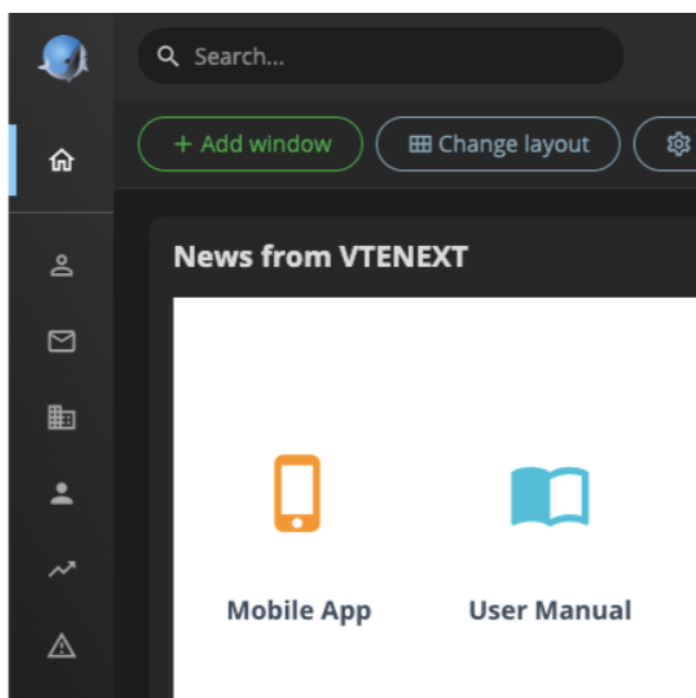 Search...
+ Add window Change layout
News from VTENEXT
Mobile App User Manual